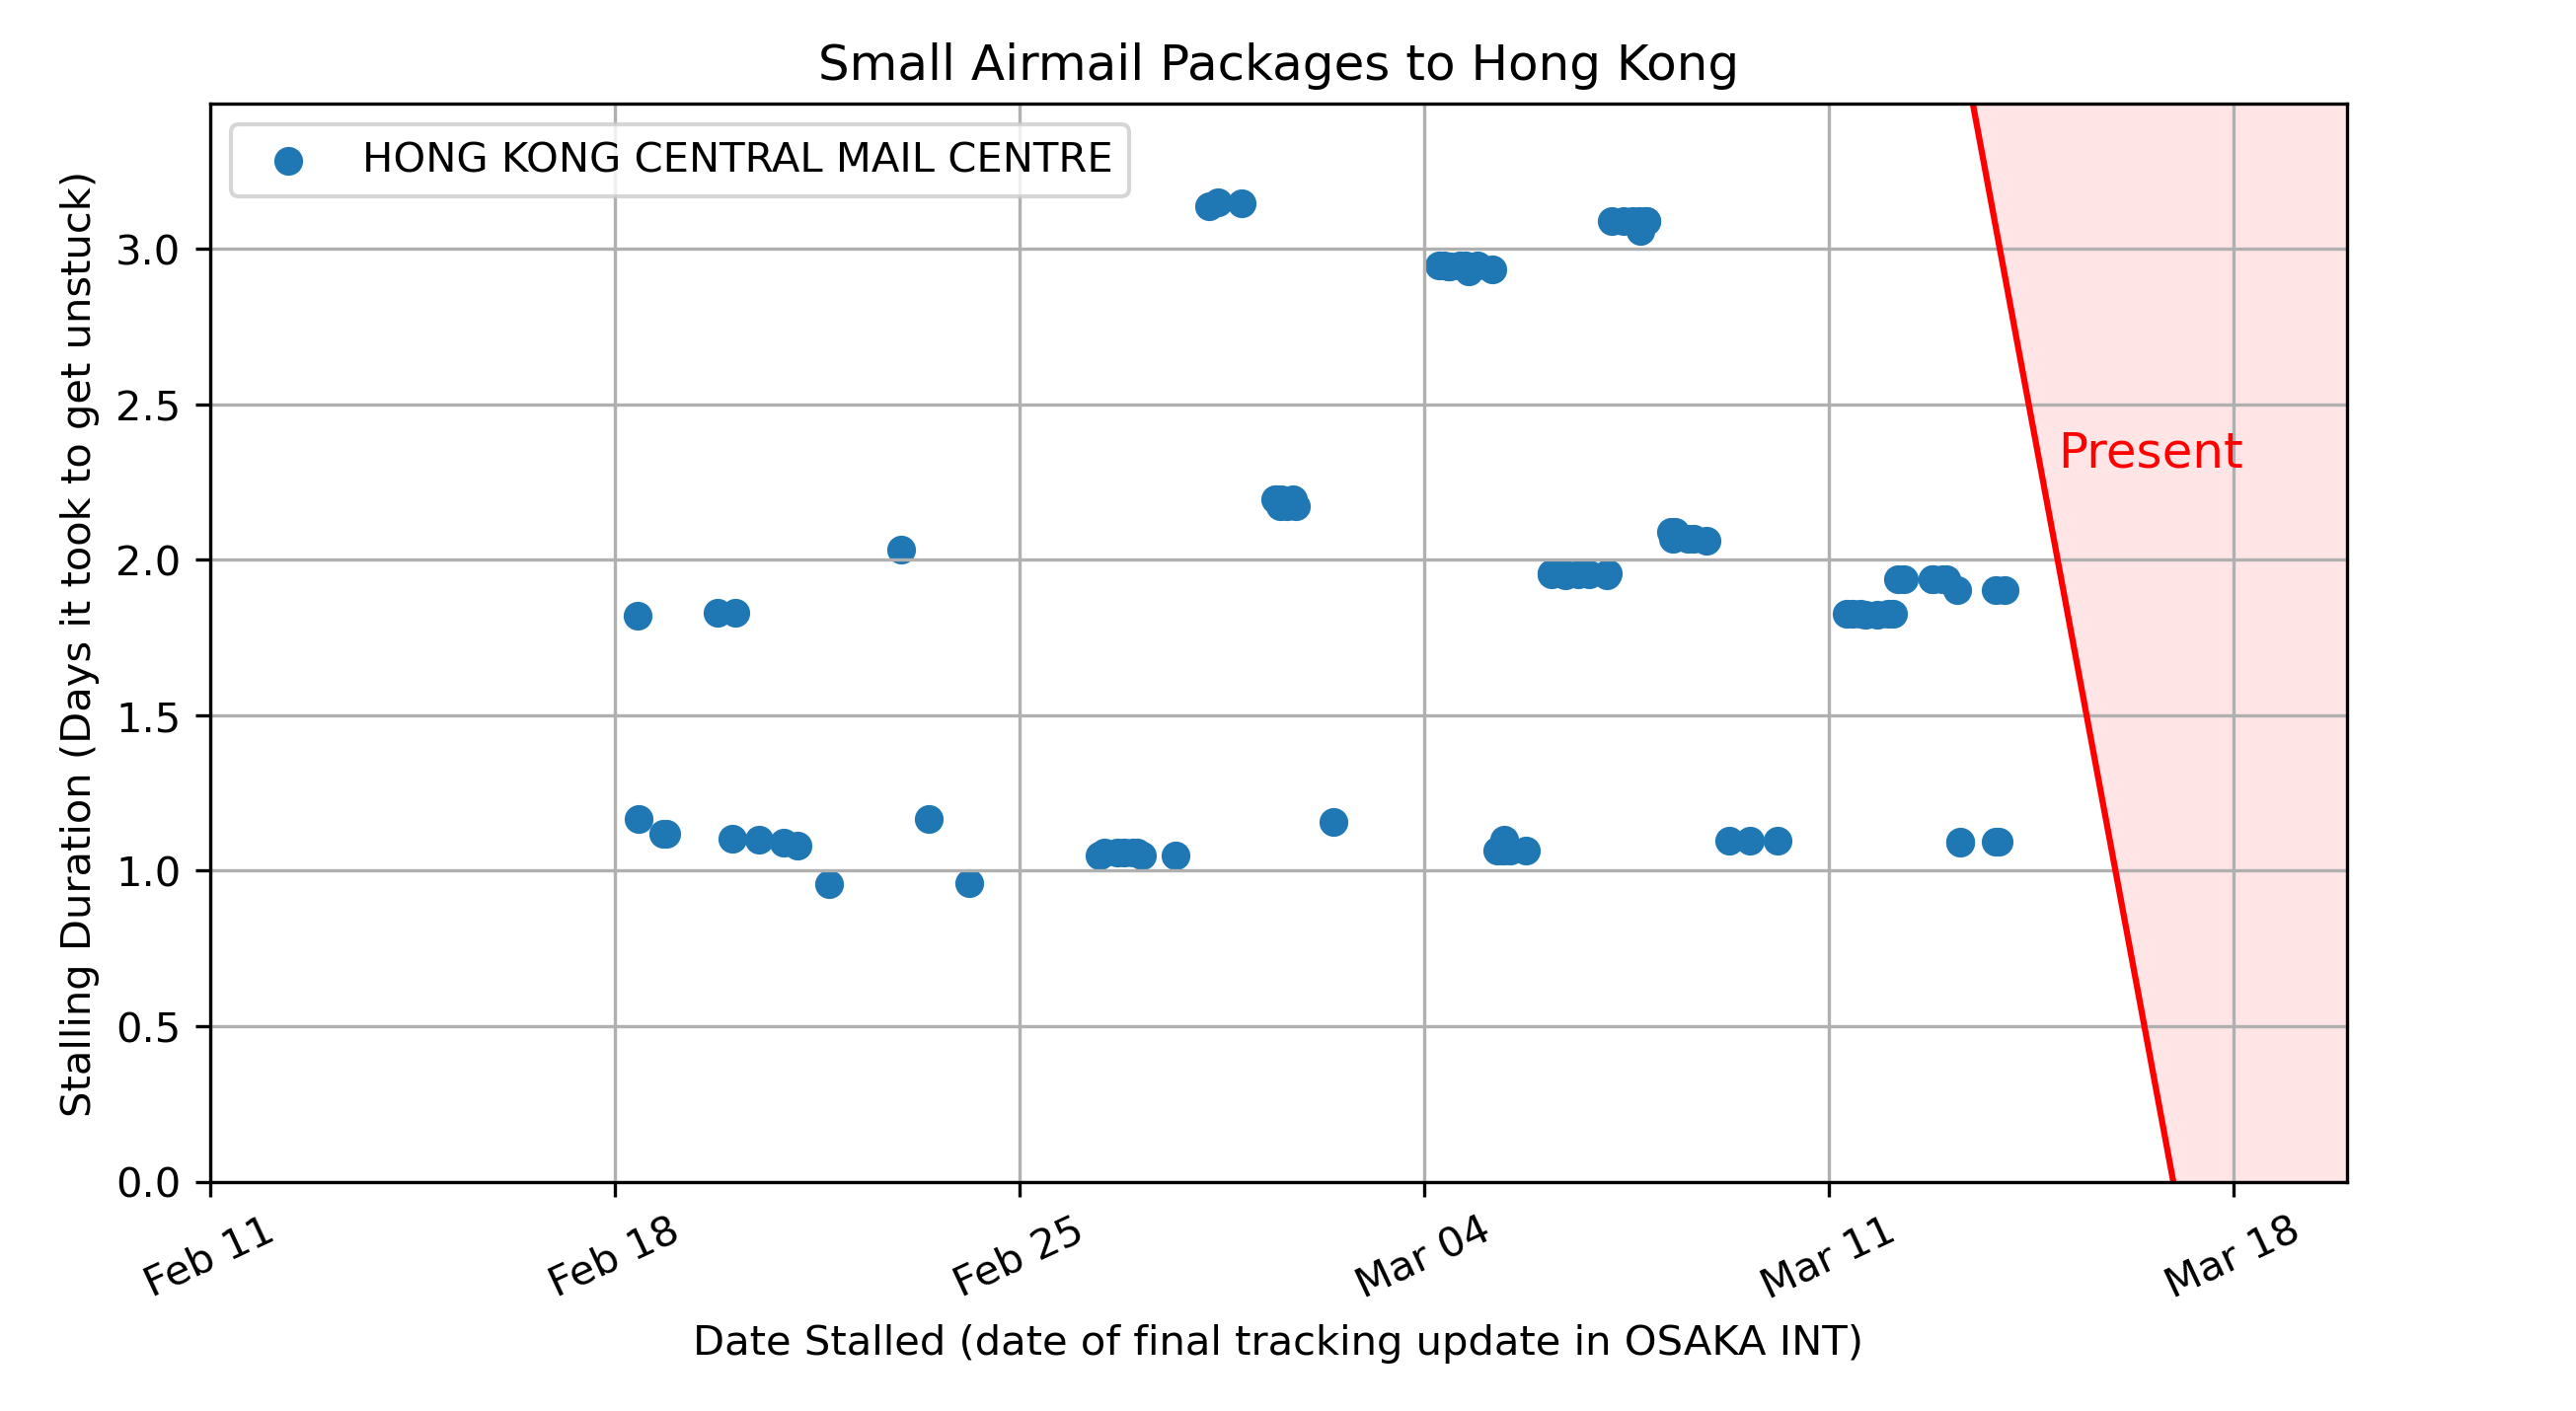 Small Airmail Packages to Hong Kong
HONG KONG CENTRAL MAIL CENTRE
Stalling Duration (Days it took to get unstuck)
3.0
2.5
2.0
1.5
1.0
0.5
0.0
Present
Feb 11
Feb 18
Feb 25
Mar 04
Mar 11
Mar 18
Date Stalled (date of final tracking update in OSAKA INT)